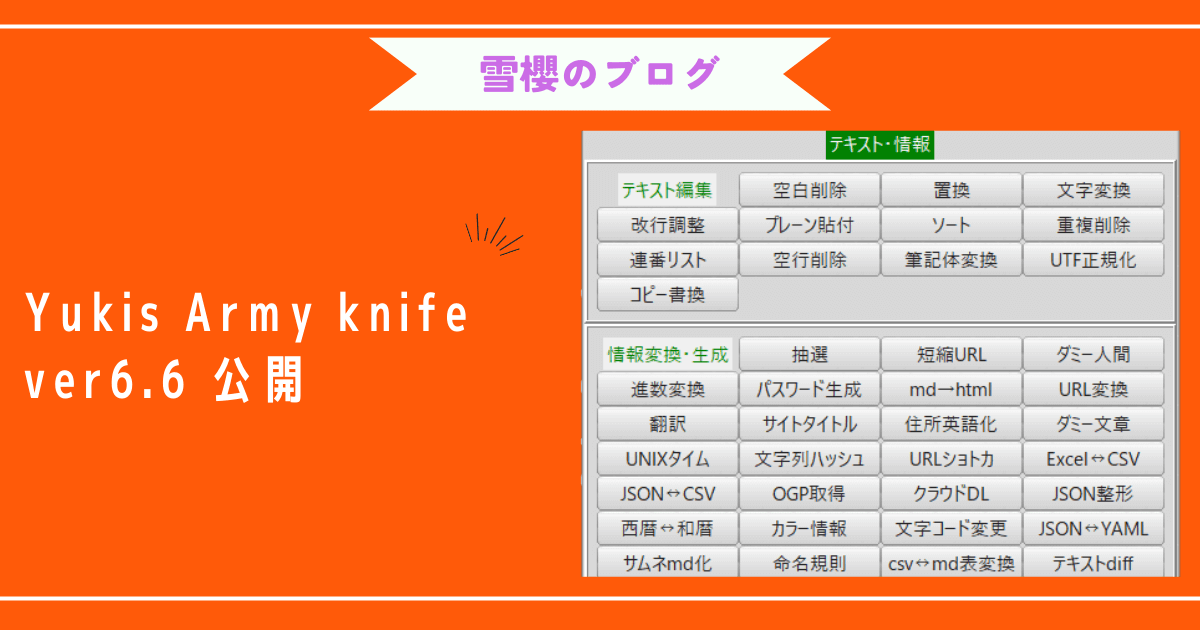 雪櫻のブログ
Yukis Army knife
ver6.6 公開
テキスト・情報
テキスト編集 空白削除 置換 文字変換
改行調整 プレーン貼付 ソート 重複削除
連番リスト 空行削除 筆記体変換 UTF正規化
コピー書換
情報変換・生成 抽選 短縮URL ダミー人間
進数変換 パスワード生成 md→html URL変換
翻訳 サイトタイトル 住所英語化 ダミー文章
UNIXタイム 文字列ハッシュ URLショトカ Excel↔CSV
JSON↔CSV OGP取得 クラウドDL JSON整形
西暦↔和暦 カラー情報 文字コード変更 JSON↔YAML
サムネmd化 命名規則 csv↔md表変換 テキストdiff